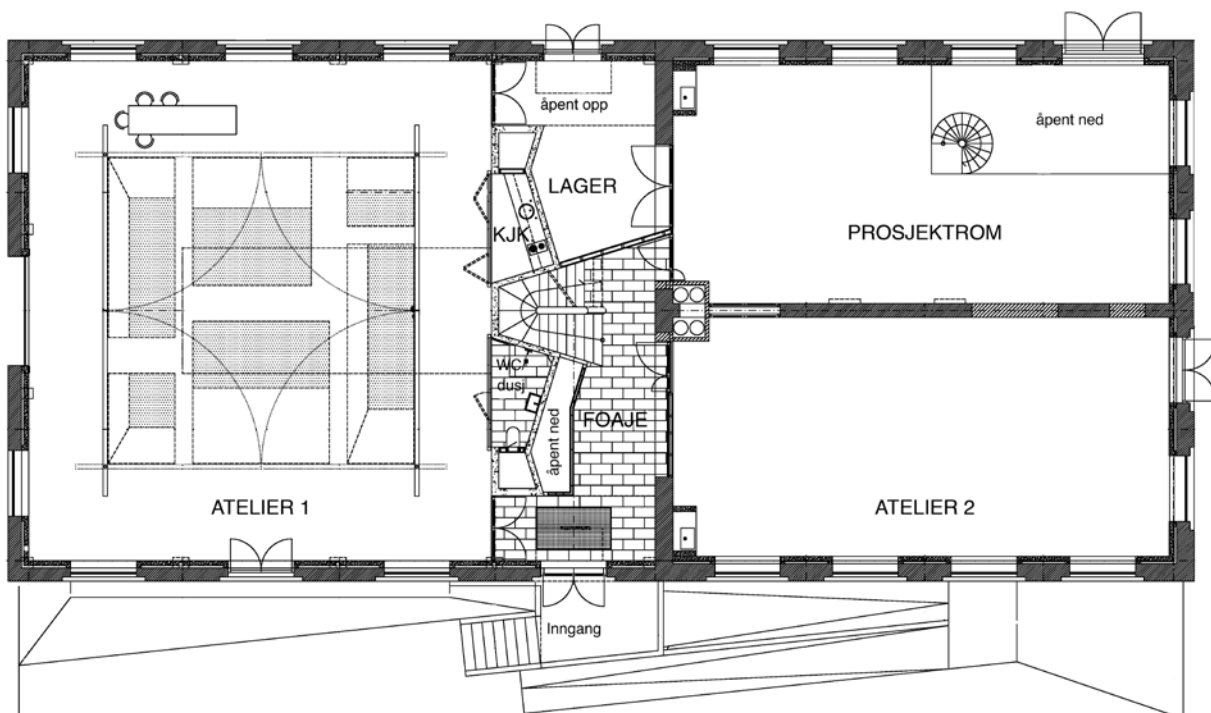 åpent opp
åpent ned
LAGER
KJK
PROSJEKTROM
WC/
dusj
åpent ned
FOAJE
ATELIER 1
ATELIER 2
Inngang